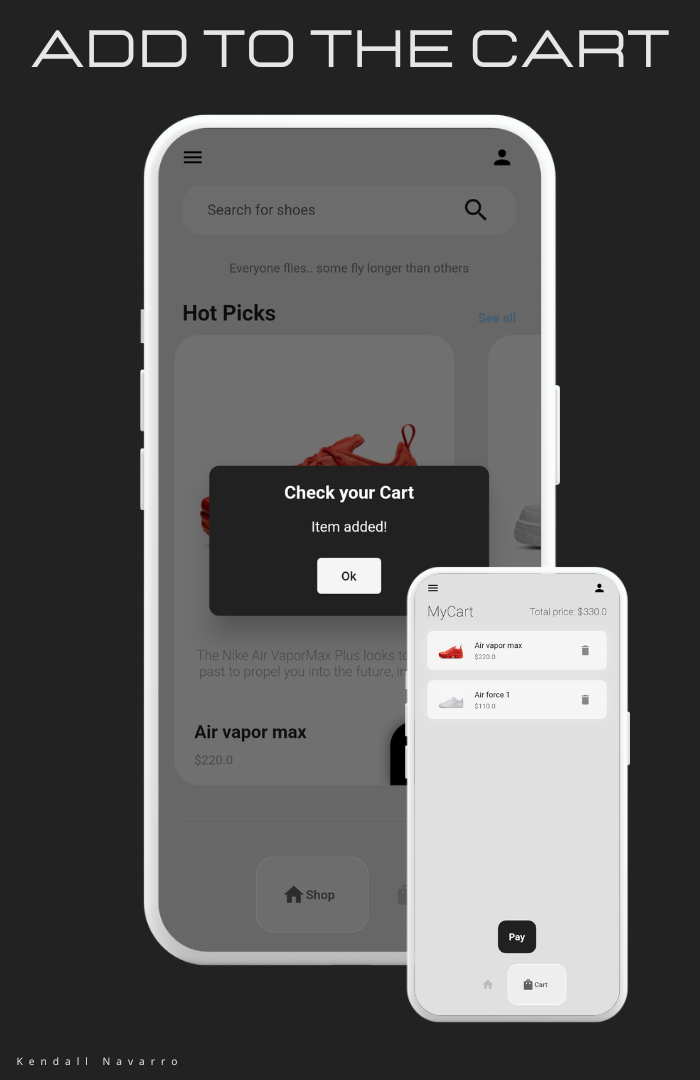 ADD TO THE CART
Search for shoes
Everyone flies.. some fly longer than others
Hot Picks
See all
Check your Cart
Item added!
Ok
The Nike Air VaporMax Plus looks to
past to propel you into the future, in
Air vapor max
$220.0
Shop
MyCart
Total price: $330.0
Air vapor max
$220.0
Air force 1
$110.0
Pay
Cart
Kendall Navarro